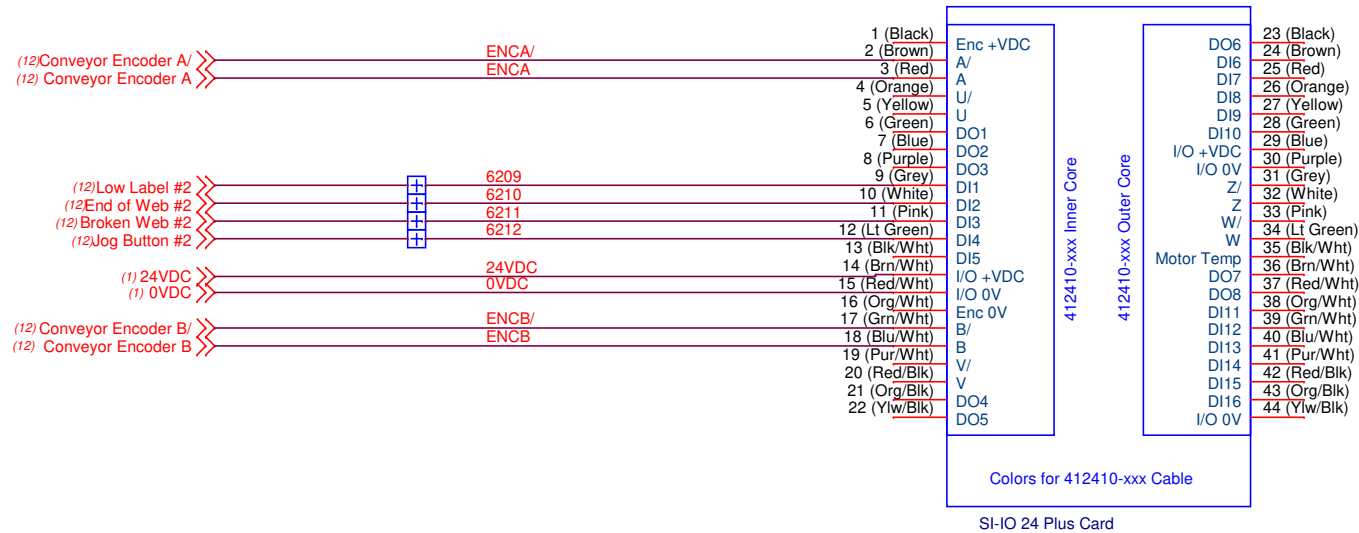 (12)Conveyor Encoder A/
(12) Conveyor Encoder A
(12)Low Label #2
(12)End of Web #2
(12)Broken Web #2
(12)Jog Button #2
(1) 24VDC
(1) 0VDC
(12) Conveyor Encoder B/
(12) Conveyor Encoder B
ENCA/
ENCA
6209
6210
6211
6212
24VDC
0VDC
ENCB/
ENCB
1 (Black)
2 (Brown)
3 (Red)
4 (Orange)
5 (Yellow)
6 (Green)
7 (Blue)
8 (Purple)
9 (Grey)
10 (White)
11 (Pink)
12 (Lt Green)
13 (Blk/Wht)
14 (Brn/Wht)
15 (Red/Wht)
16 (Org/Wht)
17 (Grn/Wht)
18 (Blu/Wht)
19 (Pur/Wht)
20 (Red/Blk)
21 (Org/Blk)
22 (Ylw/Blk)
Enc +VDC
A/
A
U/
U
DO1
DO2
DO3
DI1
DI2
DI3
DI4
DI5
I/O +VDC
I/O 0V
Enc 0V
B/
B
V/
V
DO4
DO5
412410-xxx Inner Core
412410-xxx Outer Core
DO6
DI6
DI7
DI8
DI9
DI10
I/O +VDC
I/O 0V
Z/
Z
W/
W
Motor Temp
DO7
DO8
DI11
DI12
DI13
DI14
DI15
DI16
I/O 0V
23 (Black)
24 (Brown)
25 (Red)
26 (Orange)
27 (Yellow)
28 (Green)
29 (Blue)
30 (Purple)
31 (Grey)
32 (White)
33 (Pink)
34 (Lt Green)
35 (Blk/Wht)
36 (Brn/Wht)
37 (Red/Wht)
38 (Org/Wht)
39 (Grn/Wht)
40 (Blu/Wht)
41 (Pur/Wht)
42 (Red/Blk)
43 (Org/Blk)
44 (Ylw/Blk)
Colors for 412410-xxx Cable
SI-IO 24 Plus Card